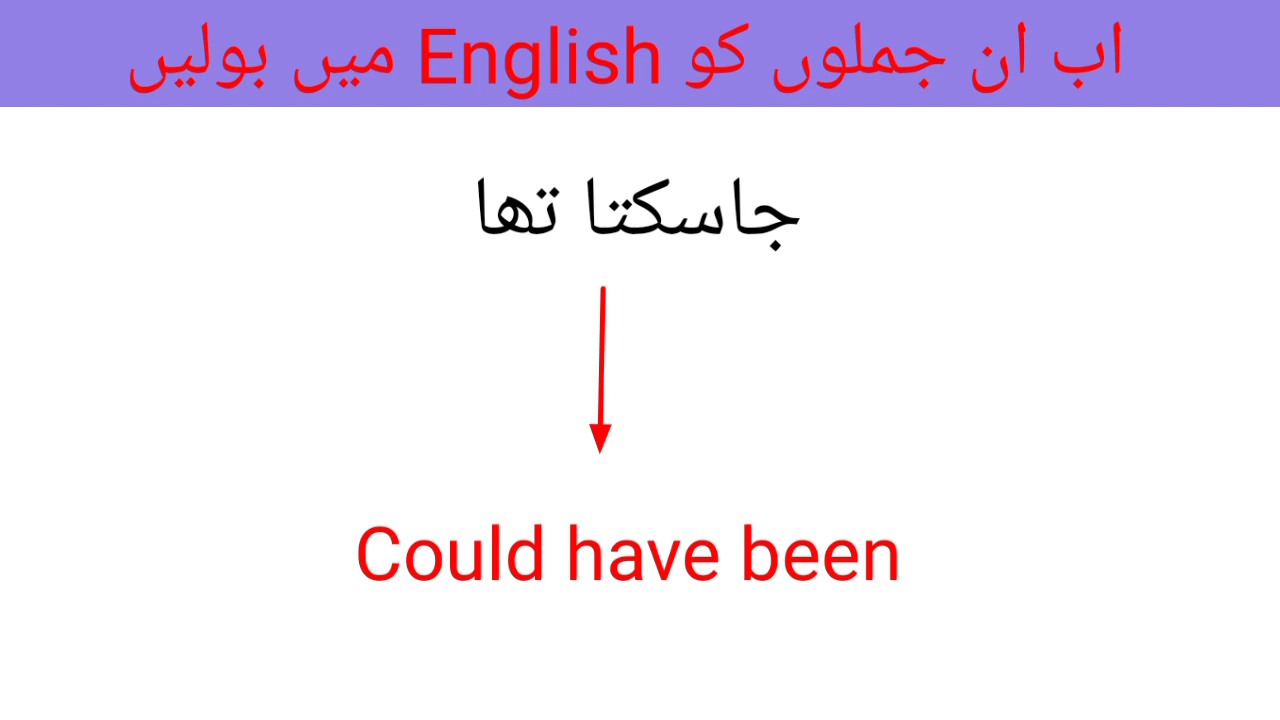 اب ان جملوں کو English میں بولیں
جاسکتا تھا
Could have been